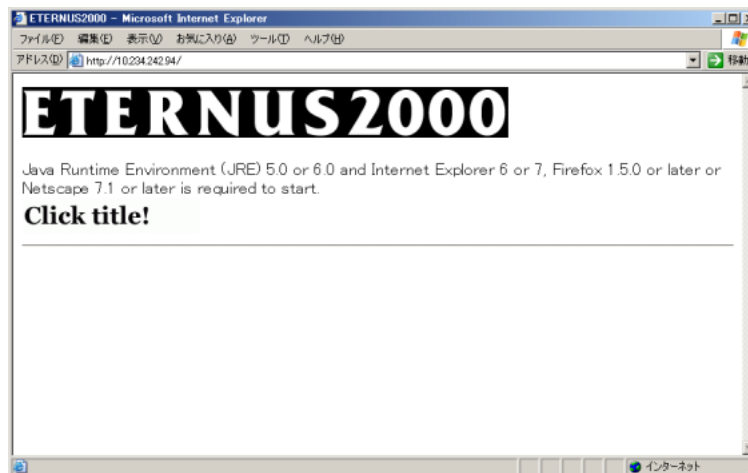 ETERNUS2000 - Microsoft Internet Explorer
ファイル(F) 編集(E) 表示(V) お気に入り(A) ツール(T) ヘルプ(H)
アドレス(D) http://10.234.242.94/ 移動
ETERNUS2000
Java Runtime Environment (JRE) 5.0 or 6.0 and Internet Explorer 6 or 7, Firefox 1.5.0 or later or
Netscape 7.1 or later is required to start.
Click title!
インターネット